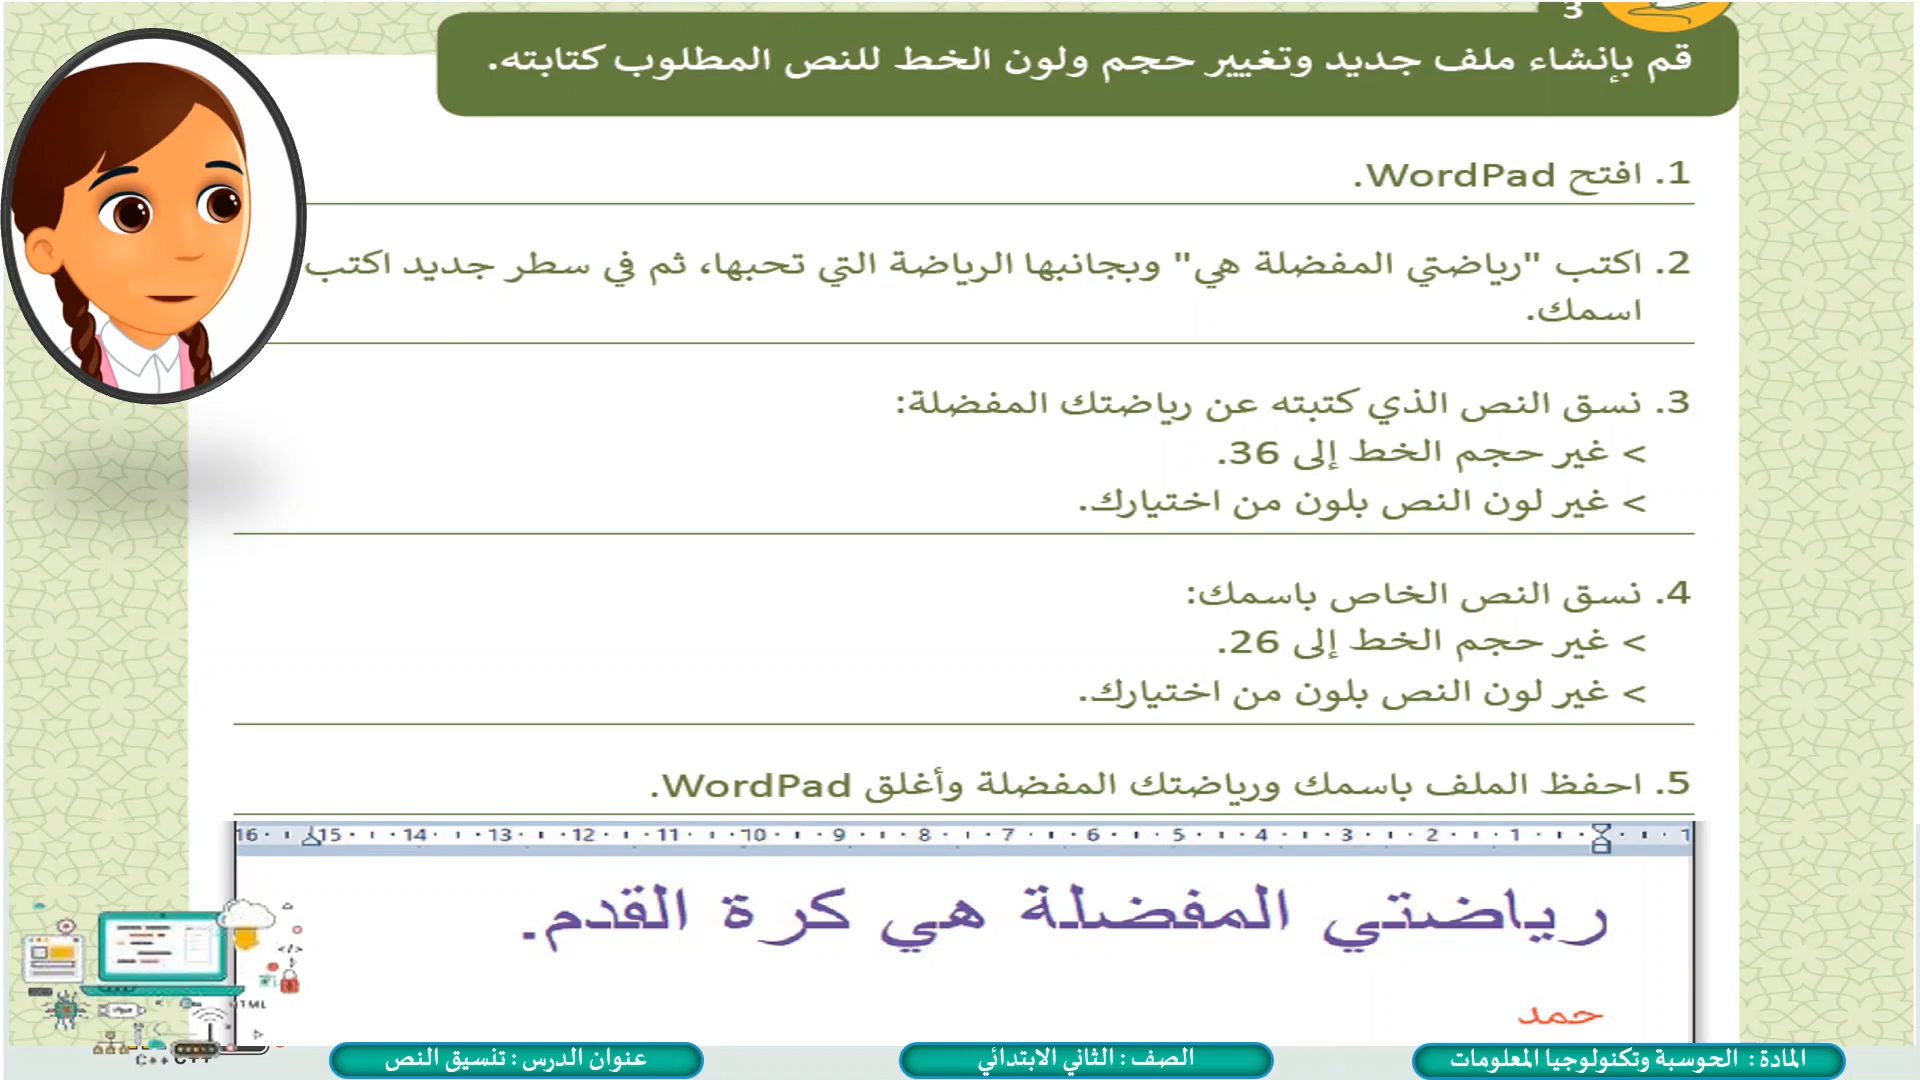 3
قم بإنشاء ملف جديد وتغيير حجم ولون الخط للنص المطلوب كتابته.
1. افتح WordPad.
2. اكتب "رياضتي المفضلة هي" وبجانبها الرياضة التي تحبها، ثم في سطر جديد اكتب
اسمك.
3. نسق النص الذي كتبته عن رياضتك المفضلة:
> غير حجم الخط إلى 36.
> غير لون النص بلون من اختيارك.
4. نسق النص الخاص باسمك:
> غير حجم الخط إلى 26.
> غير لون النص بلون من اختيارك.
5. احفظ الملف باسمك ورياضتك المفضلة وأغلق WordPad.
16 15 14 13 12 11 10 9 8 7 6 5 4 3 2 1 1
رياضتي المفضلة هي كرة القدم.
حمد
C++ C++
المادة : الحوسبة وتكنولوجيا المعلومات
الصف : الثاني الابتدائي
عنوان الدرس : تنسيق النص